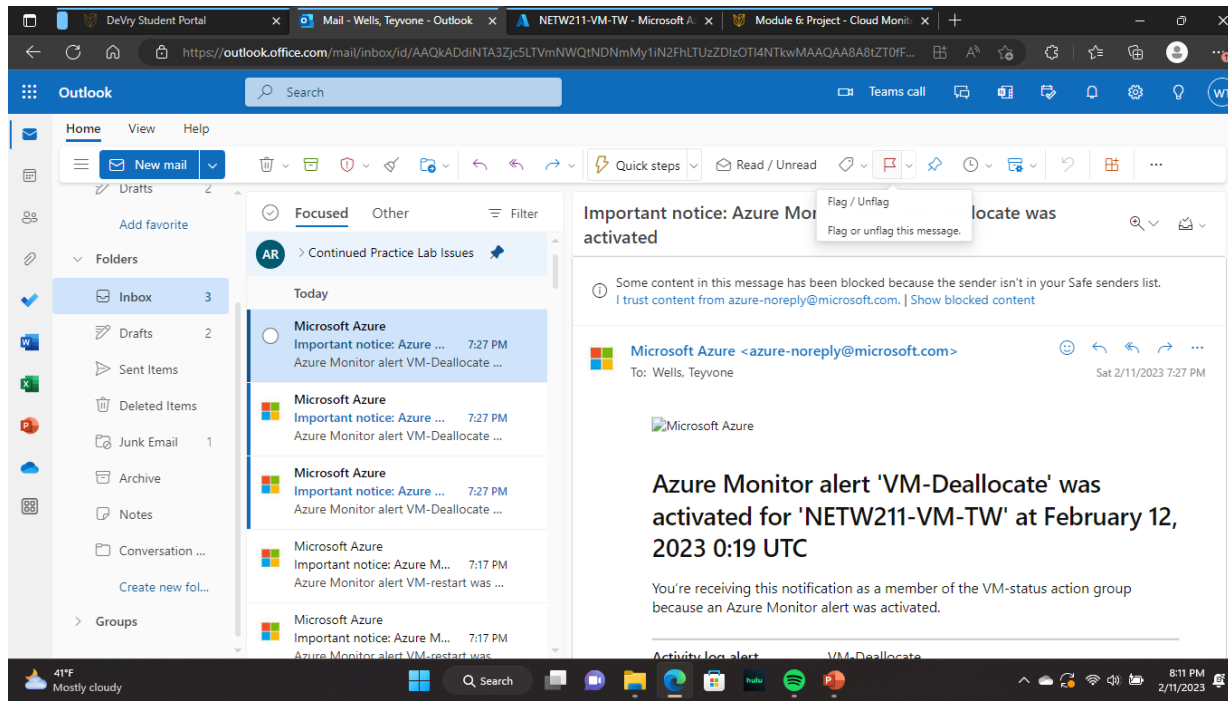 DeVry Student Portal
Mail - Wells, Teyvone - Outlook
NETW211-VM-TW - Microsoft A
Module 6: Project - Cloud Monito
https://outlook.office.com/mail/inbox/id/AAQkADdiNTA3Zjc5LTVmNWQtNDNmMy1iN2FhLTUzZDIzOTI4NTkwMAAQAA8A8tZT0fF...
Outlook
Search
Teams call
Home View Help
New mail
Quick steps
Read / Unread
Flag / Unflag
Flag or unflag this message.
Drafts 2
Add favorite
Folders
Inbox 3
Drafts 2
Sent Items
Deleted Items
Junk Email 1
Archive
Notes
Conversation ...
Create new fol...
Groups
Focused Other Filter
AR
Continued Practice Lab Issues
Today
Microsoft Azure
Important notice: Azure ... 7:27 PM
Azure Monitor alert VM-Deallocate ...
Microsoft Azure
Important notice: Azure ... 7:27 PM
Azure Monitor alert VM-Deallocate ...
Microsoft Azure
Important notice: Azure ... 7:27 PM
Azure Monitor alert VM-Deallocate ...
Microsoft Azure
Important notice: Azure M... 7:17 PM
Azure Monitor alert VM-restart was ...
Microsoft Azure
Important notice: Azure M... 7:17 PM
Azure Monitor alert VM-restart was
Important notice: Azure Mo locate was
activated
Some content in this message has been blocked because the sender isn't in your Safe senders list.
I trust content from azure-noreply@microsoft.com. | Show blocked content
Microsoft Azure <azure-noreply@microsoft.com>
To: Wells, Teyvone
Sat 2/11/2023 7:27 PM
Microsoft Azure
Azure Monitor alert 'VM-Deallocate' was
activated for 'NETW211-VM-TW' at February 12,
2023 0:19 UTC
You're receiving this notification as a member of the VM-status action group
because an Azure Monitor alert was activated.
Activity log alert VM-Deallocate
41°F
Mostly cloudy
Search
hulu
8:11 PM
2/11/2023